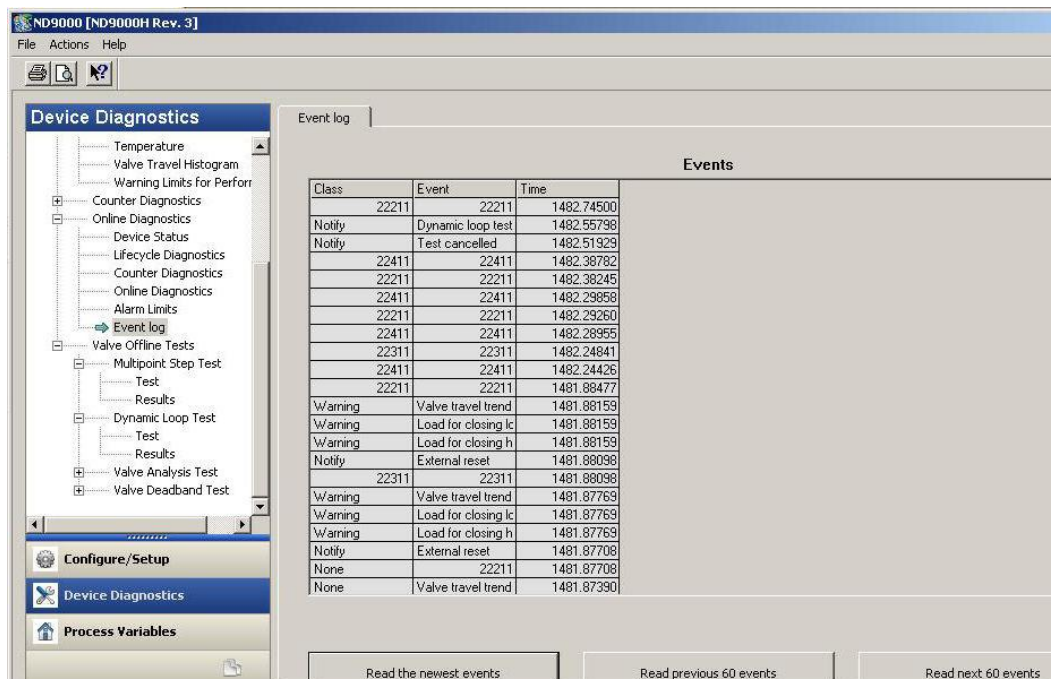 ND9000 [ND9000H Rev. 3]
File Actions Help
Device Diagnostics
Temperature
Valve Travel Histogram
Warning Limits for Perforr
Counter Diagnostics
Online Diagnostics
Device Status
Lifecycle Diagnostics
Counter Diagnostics
Online Diagnostics
Alarm Limits
Event log
Valve Offline Tests
Multipoint Step Test
Test
Results
Dynamic Loop Test
Test
Results
Valve Analysis Test
Valve Deadband Test
Configure/Setup
Device Diagnostics
Process Variables
Event log
Events
Class Event Time
22211 22211 1482.74500
Notify Dynamic loop test 1482.55798
Notify Test cancelled 1482.51929
22411 22411 1482.38782
22211 22211 1482.38245
22411 22411 1482.29858
22211 22211 1482.29260
22411 22411 1482.28955
22311 22311 1482.24841
22411 22411 1482.24426
22211 22211 1481.88477
Warning Valve travel trend 1481.88159
Warning Load for closing lc 1481.88159
Warning Load for closing h 1481.88159
Notify External reset 1481.88098
22311 22311 1481.88098
Warning Valve travel trend 1481.87769
Warning Load for closing lc 1481.87769
Warning Load for closing h 1481.87769
Notify External reset 1481.87708
None 22211 1481.87708
None Valve travel trend 1481.87390
Read the newest events Read previous 60 events Read next 60 events